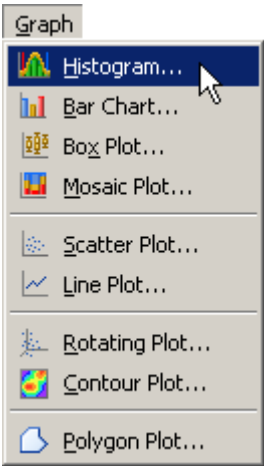 Graph
Histogram...
Bar Chart...
Box Plot...
Mosaic Plot...
Scatter Plot...
Line Plot...
Rotating Plot...
Contour Plot...
Polygon Plot...